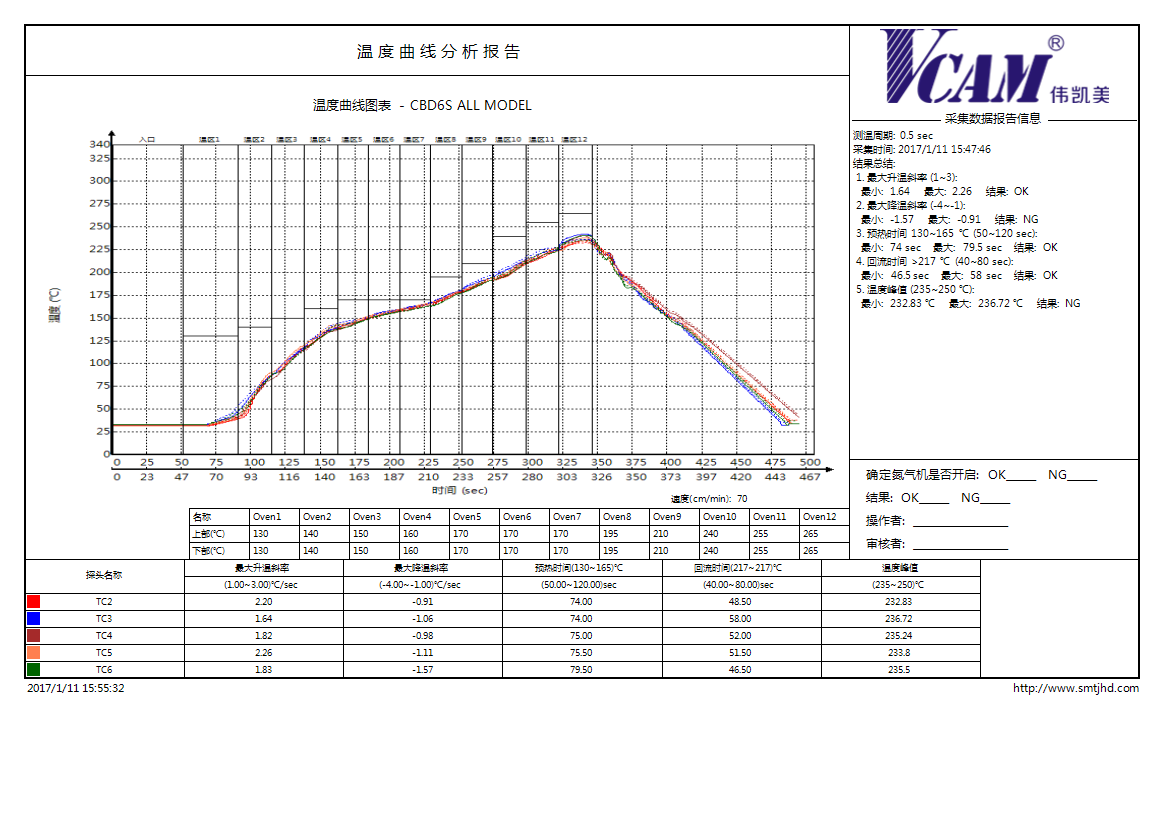 温度曲线分析报告
VCAM® 伟凯美
温度曲线图表 - CBD6S ALL MODEL
采集数据报告信息
测温周期: 0.5 sec
采集时间: 2017/1/11 15:47:46
结果总结:
1. 最大升温斜率 (1~3):
最小: 1.64 最大: 2.26 结果: OK
2. 最大降温斜率 (-4~-1):
最小: -1.57 最大: -0.91 结果: NG
3. 预热时间 130~165 ℃ (50~120 sec):
最小: 74 sec 最大: 79.5 sec 结果: OK
4. 回流时间 >217 ℃ (40~80 sec):
最小: 46.5 sec 最大: 58 sec 结果: OK
5. 温度峰值 (235~250 ℃):
最小: 232.83 ℃ 最大: 236.72 ℃ 结果: NG
入口 温区1 温区2 温区3 温区4 温区5 温区6 温区7 温区8 温区9 温区10 温区11 温区12
340
325
300
275
250
225
200
175
150
125
100
75
50
25
0
温度 (℃)
0 25 50 75 100 125 150 175 200 225 250 275 300 325 350 375 400 425 450 475 500
0 23 47 70 93 116 140 163 187 210 233 257 280 303 326 350 373 397 420 443 467
时间 (sec)
速度(cm/min): 70
确定氮气机是否开启: OK_____ NG_____
结果: OK_____ NG_____
操作者: ________________
审核者: ________________
名称 Oven1 Oven2 Oven3 Oven4 Oven5 Oven6 Oven7 Oven8 Oven9 Oven10 Oven11 Oven12
上部(℃) 130 140 150 160 170 170 170 195 210 240 255 265
下部(℃) 130 140 150 160 170 170 170 195 210 240 255 265
探头名称 最大升温斜率 最大降温斜率 预热时间(130~165)℃ 回流时间(217~217)℃ 温度峰值
(1.00~3.00)℃/sec (-4.00~-1.00)℃/sec (50.00~120.00)sec (40.00~80.00)sec (235~250)℃
TC2 2.20 -0.91 74.00 48.50 232.83
TC3 1.64 -1.06 74.00 58.00 236.72
TC4 1.82 -0.98 75.00 52.00 235.24
TC5 2.26 -1.11 75.50 51.50 233.8
TC6 1.83 -1.57 79.50 46.50 235.5
2017/1/11 15:55:32
http://www.smtjhd.com